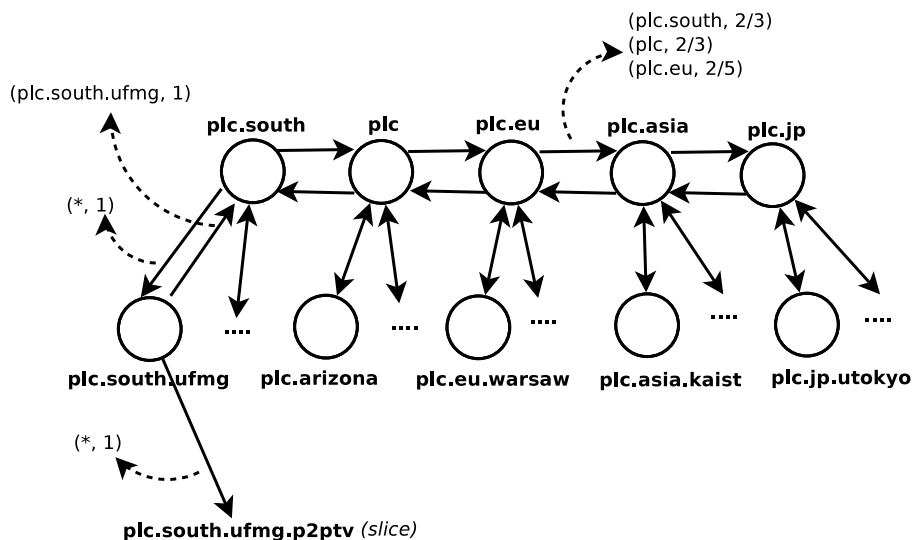 (plc.south, 2/3)
(plc, 2/3)
(plc.eu, 2/5)
(plc.south.ufmg, 1)
plc.south
plc
plc.eu
plc.asia
plc.jp
(*, 1)
....
....
....
....
....
plc.south.ufmg
plc.arizona
plc.eu.warsaw
plc.asia.kaist
plc.jp.utokyo
(*, 1)
plc.south.ufmg.p2ptv (slice)